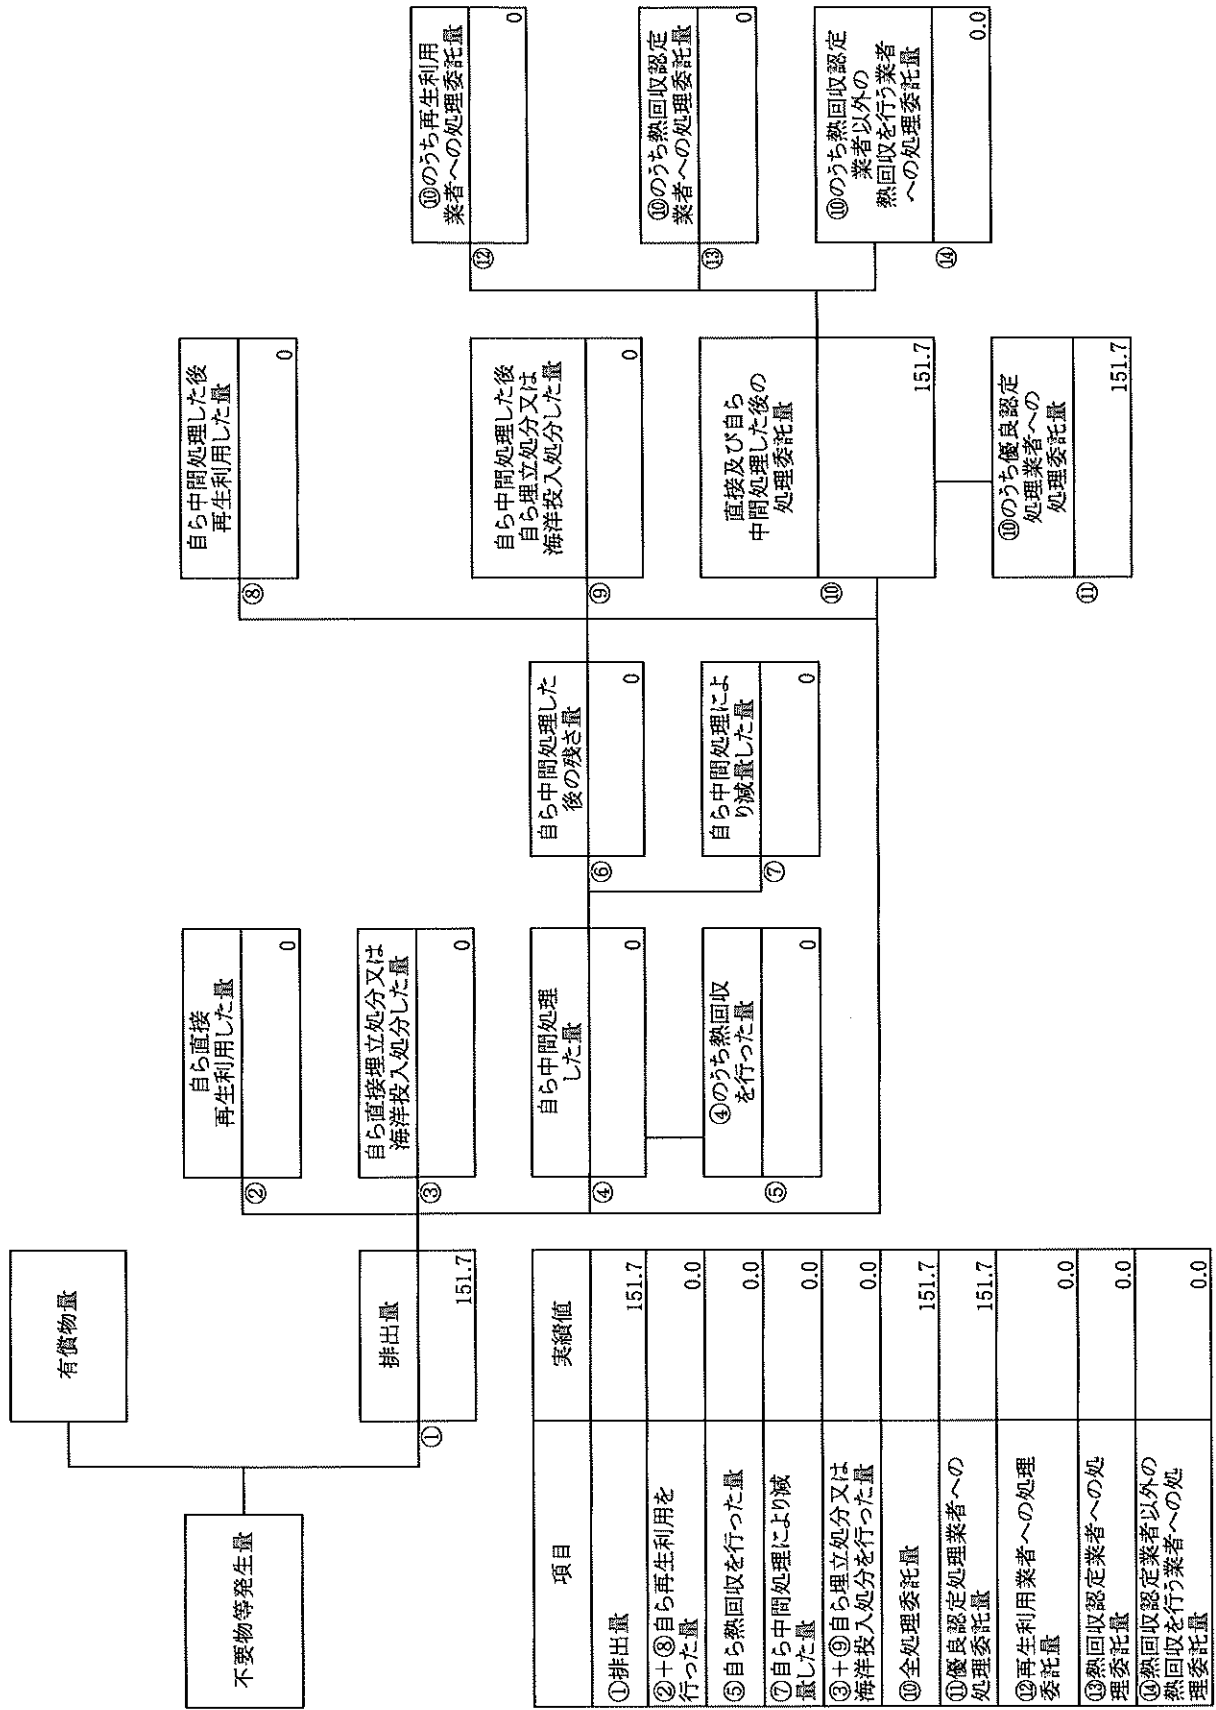 有償物量
不要物等発生量
排出量
①
151.7
自ら直接
再生利用した量
②
0
自ら直接埋立処分又は
海洋投入処分した量
③
0
自ら中間処理
した量
④
0
④のうち熱回収
を行った量
⑤
0
自ら中間処理した
後の残さ量
⑥
0
自ら中間処理によ
り減量した量
⑦
0
自ら中間処理した後
再生利用した量
⑧
0
自ら中間処理した後
自ら埋立処分又は
海洋投入処分した量
⑨
0
直接及び自ら
中間処理した後の
処理委託量
⑩
151.7
⑩のうち優良認定
処理業者への
処理委託量
⑪
151.7
⑩のうち再生利用
業者への処理委託量
⑫
0
⑩のうち熱回収認定
業者への処理委託量
⑬
0
⑩のうち熱回収認定
業者以外の
熱回収を行う業者
への処理委託量
⑭
0.0
項目 実績値
①排出量 151.7
②+⑧自ら再生利用を
行った量 0.0
⑤自ら熱回収を行った量 0.0
⑦自ら中間処理により減
量した量 0.0
③+⑨自ら埋立処分又は
海洋投入処分を行った量 0.0
⑩全処理委託量 151.7
⑪優良認定処理業者への
処理委託量 151.7
⑫再生利用業者への処理
委託量 0.0
⑬熱回収認定業者への処
理委託量 0.0
⑭熱回収認定業者以外の
熱回収を行う業者への処
理委託量 0.0